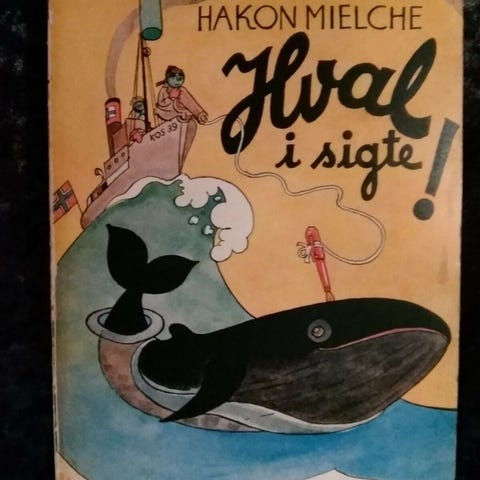 HAKON MIELCHE
Hval
i sigte!
KOS 39